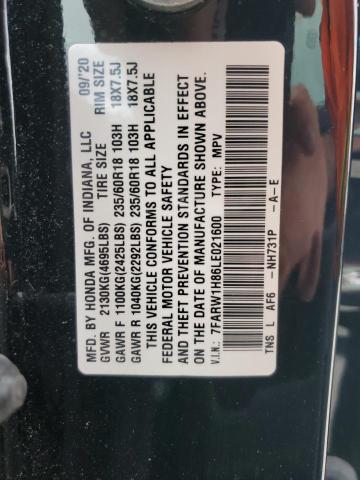 MFD. BY HONDA MFG. OF INDIANA, LLC 09/'20
GVWR 2130KG(4695LBS) TIRE SIZE RIM SIZE
GAWR F 1100KG(2425LBS) 235/60R18 103H 18X7.5J
GAWR R 1040KG(2292LBS) 235/60R18 103H 18X7.5J
THIS VEHICLE CONFORMS TO ALL APPLICABLE
FEDERAL MOTOR VEHICLE SAFETY
AND THEFT PREVENTION STANDARDS IN EFFECT
ON THE DATE OF MANUFACTURE SHOWN ABOVE.
V.I.N.: 7FARW1H86LE021600 TYPE: MPV
TNS L AF6 -NH731P -A-E